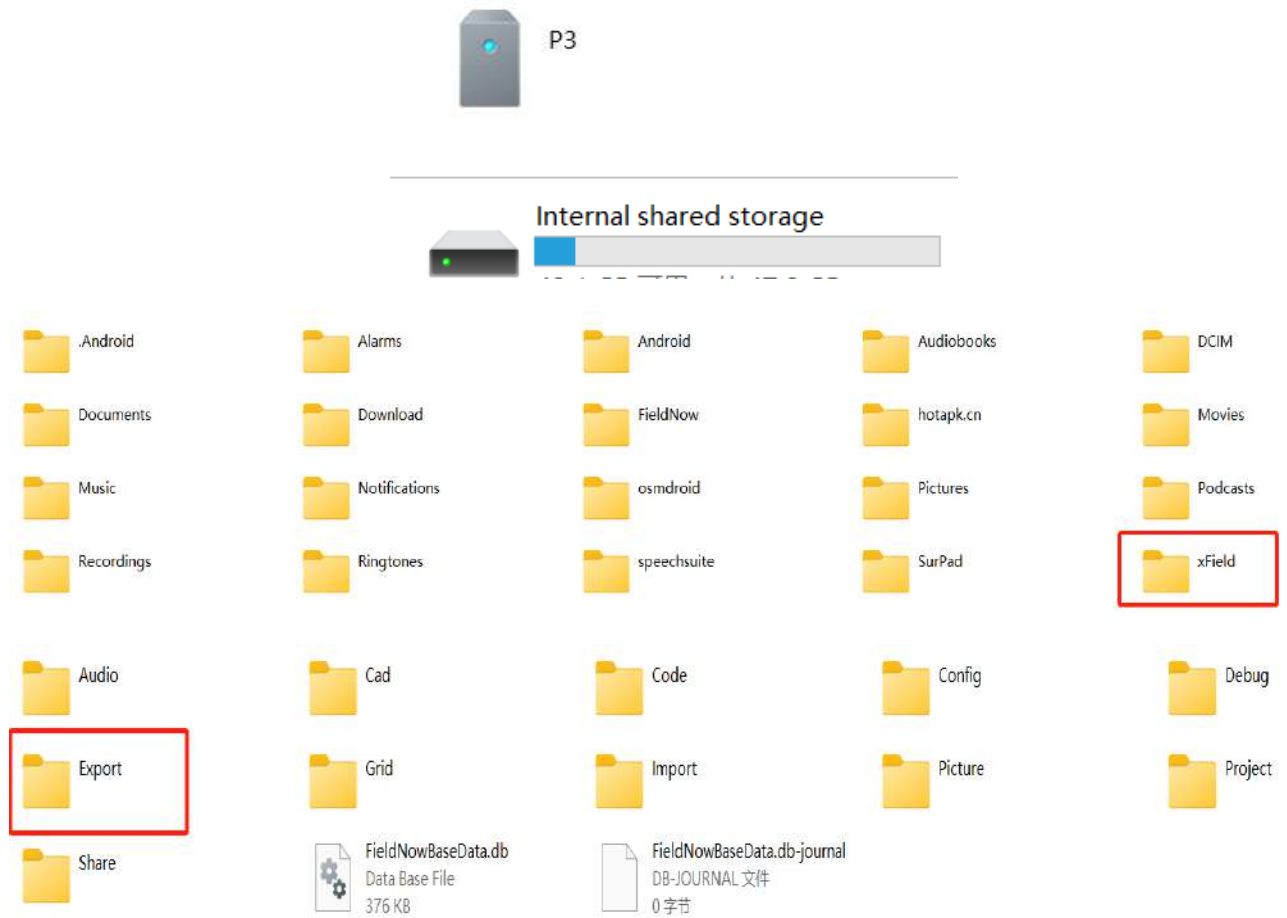 P3
Internal shared storage
.Android
Alarms
Android
Audiobooks
DCIM
Documents
Download
FieldNow
hotapk.cn
Movies
Music
Notifications
osmdroid
Pictures
Podcasts
Recordings
Ringtones
speechsuite
SurPad
xField
Audio
Cad
Code
Config
Debug
Export
Grid
Import
Picture
Project
Share
FieldNowBaseData.db
Data Base File
376 KB
FieldNowBaseData.db-journal
DB-JOURNAL 文件
0 字节